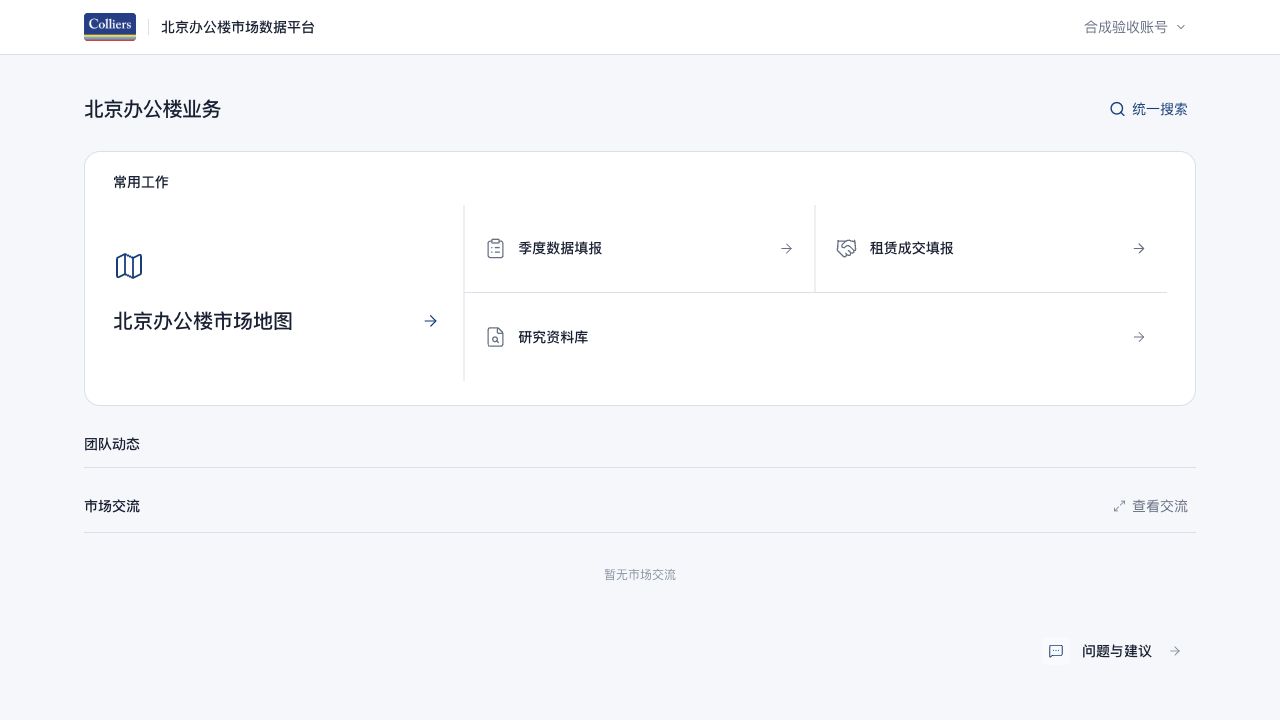 Colliers
北京办公楼市场数据平台
合成验收账号
北京办公楼业务
统一搜索
常用工作
北京办公楼市场地图
季度数据填报
租赁成交填报
研究资料库
团队动态
市场交流
查看交流
暂无市场交流
问题与建议